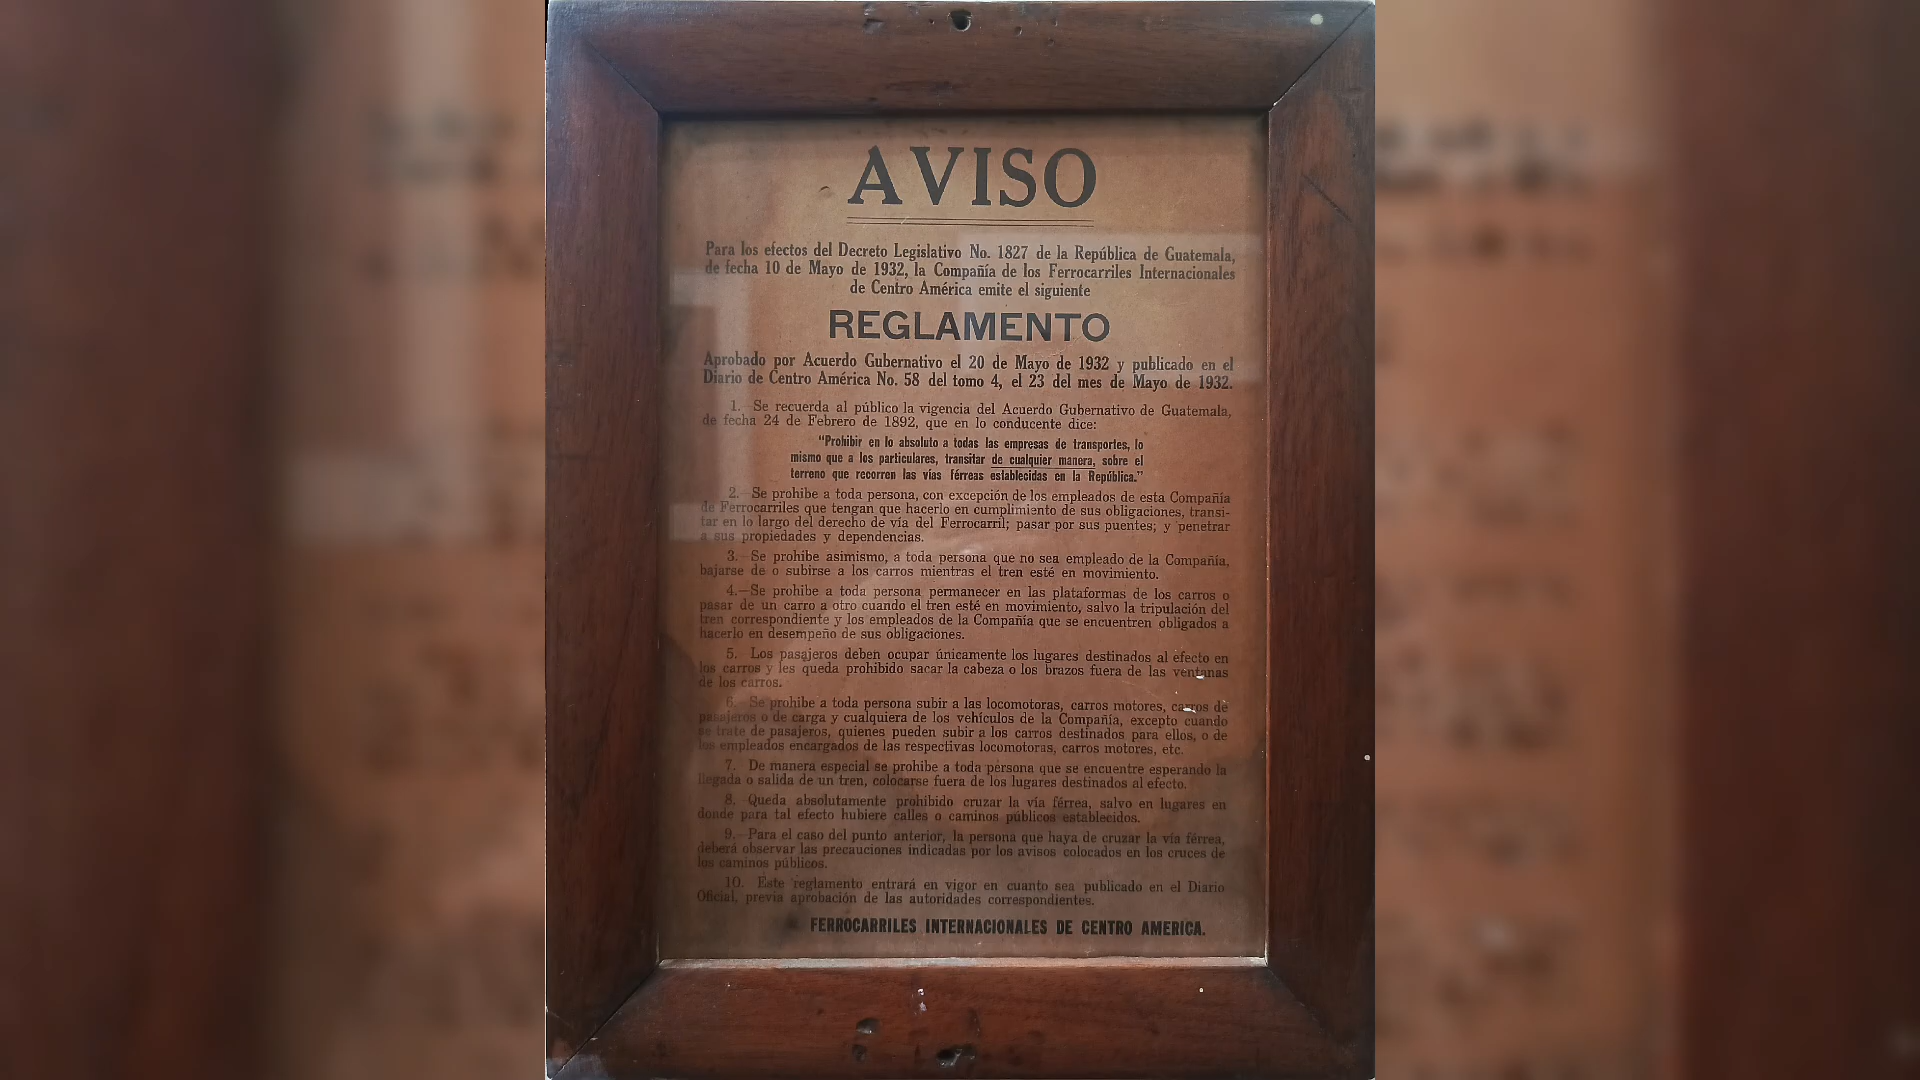 AVISO
Para los efectos del Decreto Legislativo No. 1827 de la República de Guatemala,
de fecha 10 de Mayo de 1932, la Compañía de los Ferrocarriles Internacionales
de Centro América emite el siguiente
REGLAMENTO
Aprobado por Acuerdo Gubernativo el 20 de Mayo de 1932 y publicado en el
Diario de Centro América No. 58 del tomo 4, el 23 del mes de Mayo de 1932.
1. Se recuerda al público la vigencia del Acuerdo Gubernativo de Guatemala,
de fecha 24 de Febrero de 1892, que en lo conducente dice:
"Prohibir en lo absoluto a todas las empresas de transportes, lo
mismo que a los particulares, transitar de cualquier manera, sobre el
terreno que recorren las vías férreas establecidas en la República."
2. Se prohibe a toda persona, con excepción de los empleados de esta Compañía
de Ferrocarriles que tengan que hacerlo en cumplimiento de sus obligaciones, transi-
tar en lo largo del derecho de vía del Ferrocarril; pasar por sus puentes; y penetrar
a sus propiedades y dependencias.
3. Se prohibe asimismo, a toda persona que no sea empleado de la Compañía,
bajarse de o subirse a los carros mientras el tren esté en movimiento.
4.—Se prohibe a toda persona permanecer en las plataformas de los carros o
pasar de un carro a otro cuando el tren esté en movimiento, salvo la tripulación del
tren correspondiente y los empleados de la Compañía que se encuentren obligados a
hacerlo en desempeño de sus obligaciones.
5. Los pasajeros deben ocupar únicamente los lugares destinados al efecto en
los carros y les queda prohibido sacar la cabeza o los brazos fuera de las ventanas
de los carros.
6. Se prohibe a toda persona subir a las locomotoras, carros motores, carros de
pasajeros o de carga y cualquiera de los vehículos de la Compañía, excepto cuando
se trate de pasajeros, quienes pueden subir a los carros destinados para ellos, o de
los empleados encargados de las respectivas locomotoras, carros motores, etc.
7. De manera especial se prohibe a toda persona que se encuentre esperando la
llegada o salida de un tren, colocarse fuera de los lugares destinados al efecto.
8. Queda absolutamente prohibido cruzar la vía férrea, salvo en lugares en
donde para tal efecto hubiere calles o caminos públicos establecidos.
9.—Para el caso del punto anterior, la persona que haya de cruzar la vía férrea,
deberá observar las precauciones indicadas por los avisos colocados en los cruces de
los caminos públicos.
10. Este reglamento entrará en vigor en cuanto sea publicado en el Diario
Oficial, previa aprobación de las autoridades correspondientes.
FERROCARRILES INTERNACIONALES DE CENTRO AMERICA.